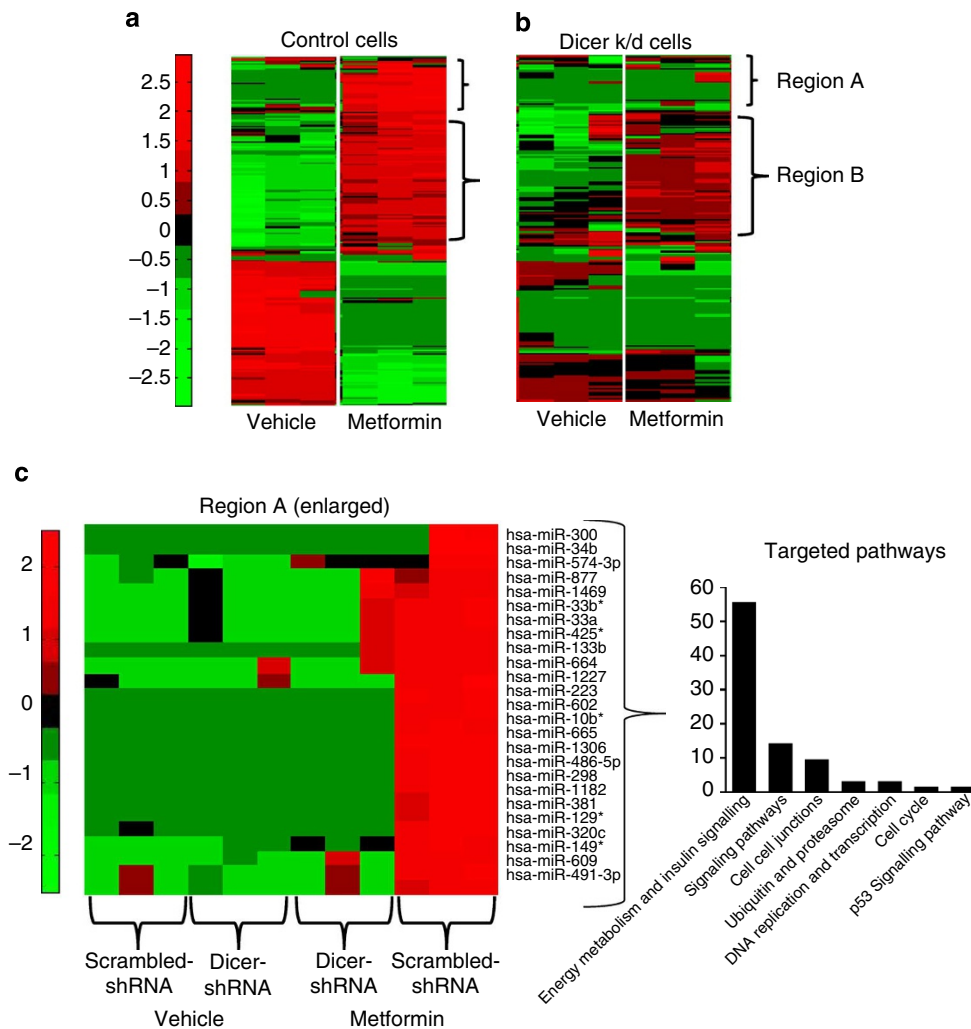 a
Control cells
b
Dicer k/d cells
2.5
2
1.5
1
0.5
0
–0.5
–1
–1.5
–2
–2.5
Region A
Region B
Vehicle
Metformin
Vehicle
Metformin
c
Region A (enlarged)
2
1
0
–1
–2
hsa-miR-300
hsa-miR-34b
hsa-miR-574-3p
hsa-miR-877
hsa-miR-1469
hsa-miR-33b*
hsa-miR-33a
hsa-miR-425*
hsa-miR-133b
hsa-miR-664
hsa-miR-1227
hsa-miR-223
hsa-miR-602
hsa-miR-10b*
hsa-miR-665
hsa-miR-1306
hsa-miR-486-5p
hsa-miR-298
hsa-miR-1182
hsa-miR-381
hsa-miR-129*
hsa-miR-320c
hsa-miR-149*
hsa-miR-609
hsa-miR-491-3p
Scrambled-
shRNA
Dicer-
shRNA
Dicer-
shRNA
Scrambled-
shRNA
Vehicle
Metformin
Targeted pathways
60
50
40
30
20
10
0
Energy metabolism and insulin signalling
Signaling pathways
Cell cell junctions
Ubiquitin and proteasome
DNA replication and transcription
Cell cycle
p53 Signalling pathway